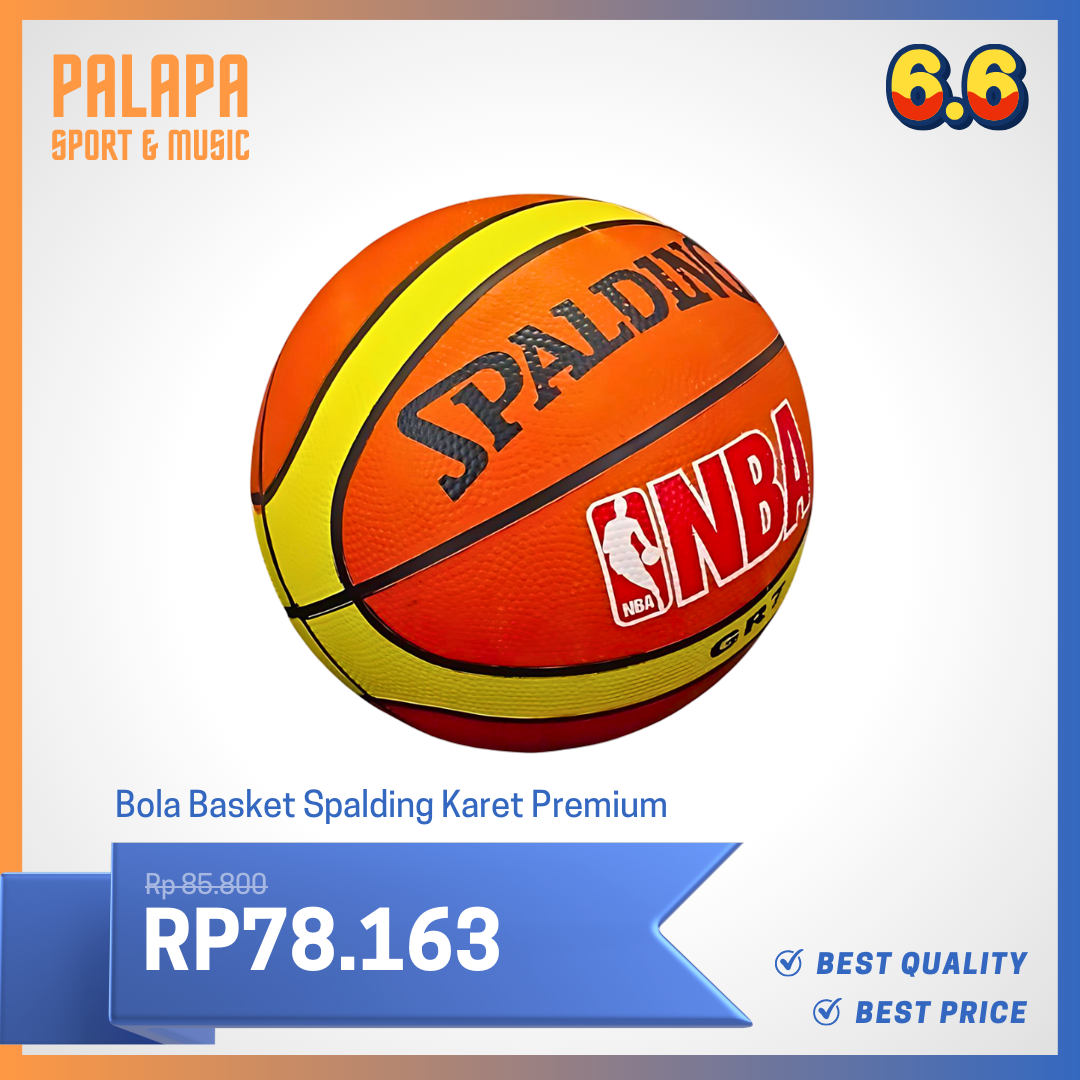 PALAPA
SPORT & MUSIC
6.6
SPALDING
NBA
NBA
GR7
Bola Basket Spalding Karet Premium
Rp 85.800
RP78.163
BEST QUALITY
BEST PRICE